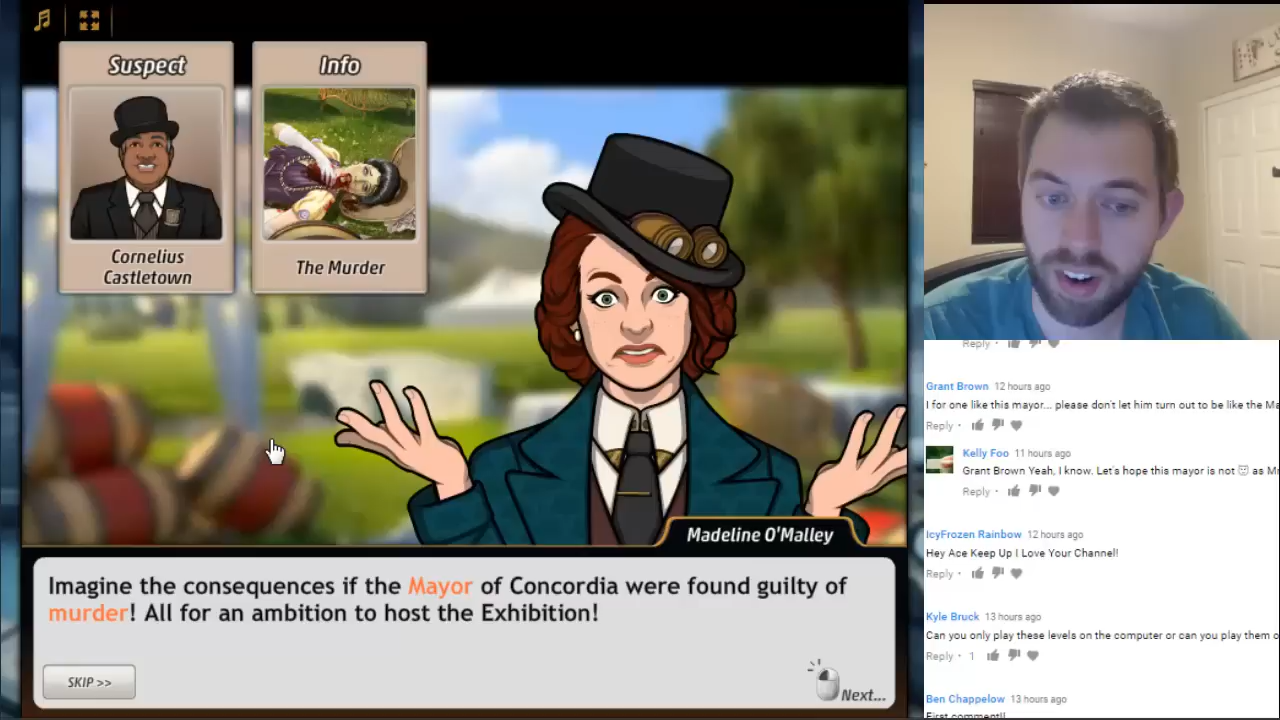 Suspect
Cornelius
Castletown
Info
The Murder
Madeline O'Malley
Imagine the consequences if the Mayor of Concordia were found guilty of
murder! All for an ambition to host the Exhibition!
SKIP >>
Next...
Reply •
Grant Brown 12 hours ago
I for one like this mayor... please don't let him turn out to be like the
Reply •
Kelly Foo 11 hours ago
Grant Brown Yeah, I know. Let's hope this mayor is not as
Reply •
IcyFrozen Rainbow 12 hours ago
Hey Ace Keep Up I Love Your Channel!
Reply •
Kyle Bruck 13 hours ago
Can you only play these levels on the computer or can you play them
Reply • 1
Ben Chappelow 13 hours ago
First comment!!